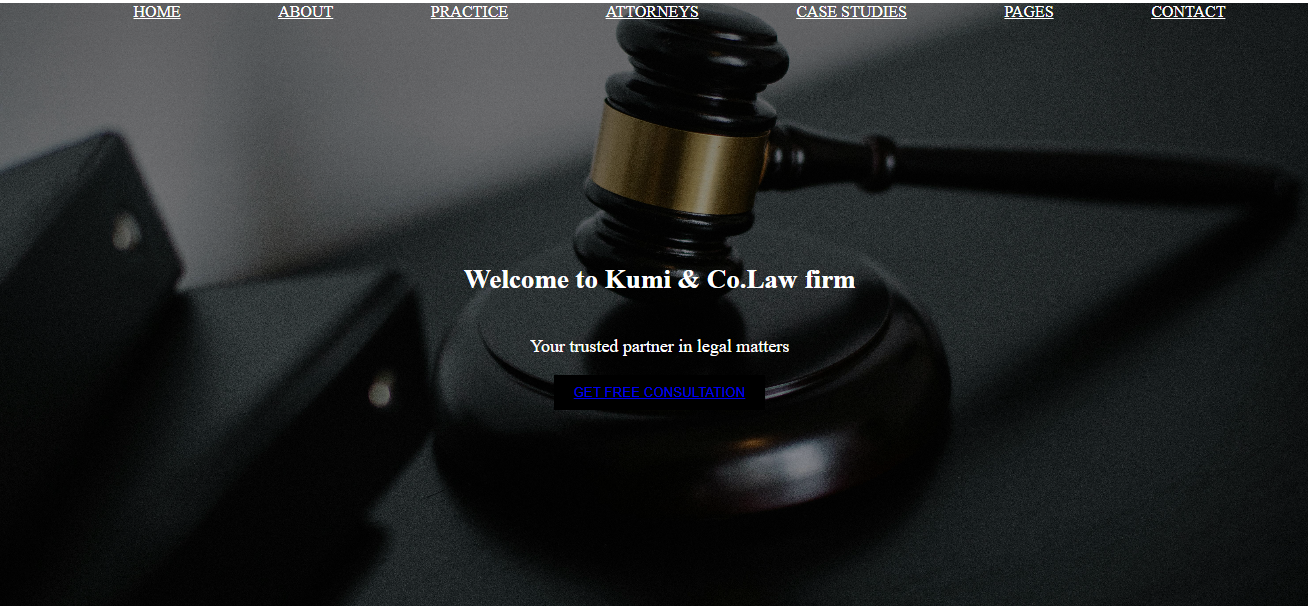 HOME ABOUT PRACTICE ATTORNEYS CASE STUDIES PAGES CONTACT
Welcome to Kumi & Co.Law firm
Your trusted partner in legal matters
GET FREE CONSULTATION